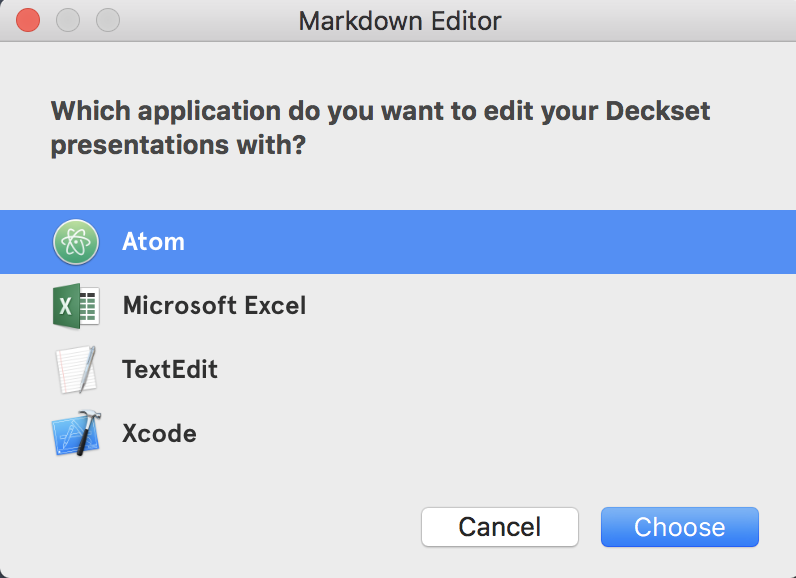 Markdown Editor
Which application do you want to edit your Deckset
presentations with?
Atom
Microsoft Excel
TextEdit
Xcode
Cancel Choose